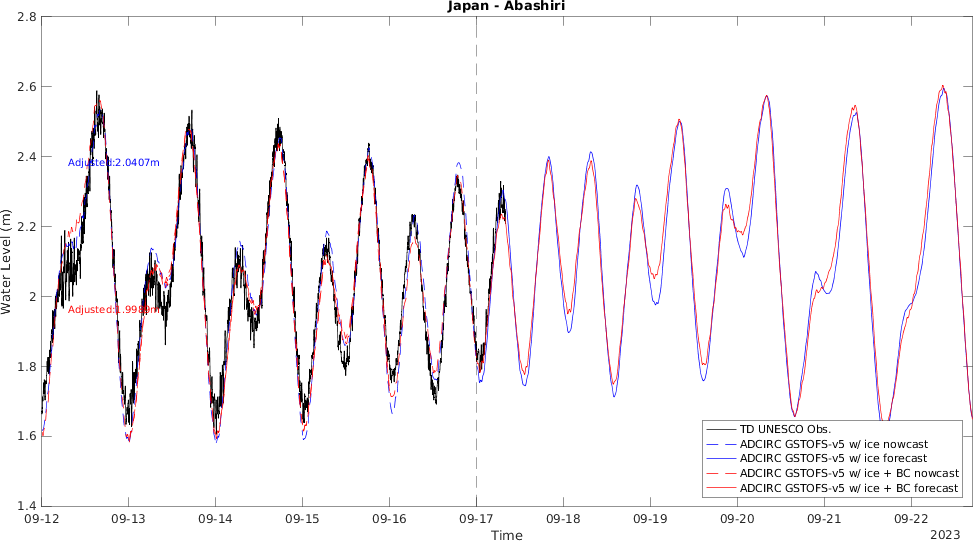 Japan - Abashiri
Water Level (m)
2.8
2.6
2.4
2.2
2
1.8
1.6
1.4
Adjusted:2.0407m
TD UNESCO Obs.
ADCIRC GSTOFS-v5 w/ ice nowcast
ADCIRC GSTOFS-v5 w/ ice forecast
ADCIRC GSTOFS-v5 w/ ice + BC nowcast
ADCIRC GSTOFS-v5 w/ ice + BC forecast
09-12 09-13 09-14 09-15 09-16 09-17 09-18 09-19 09-20 09-21 09-22
Time
2023